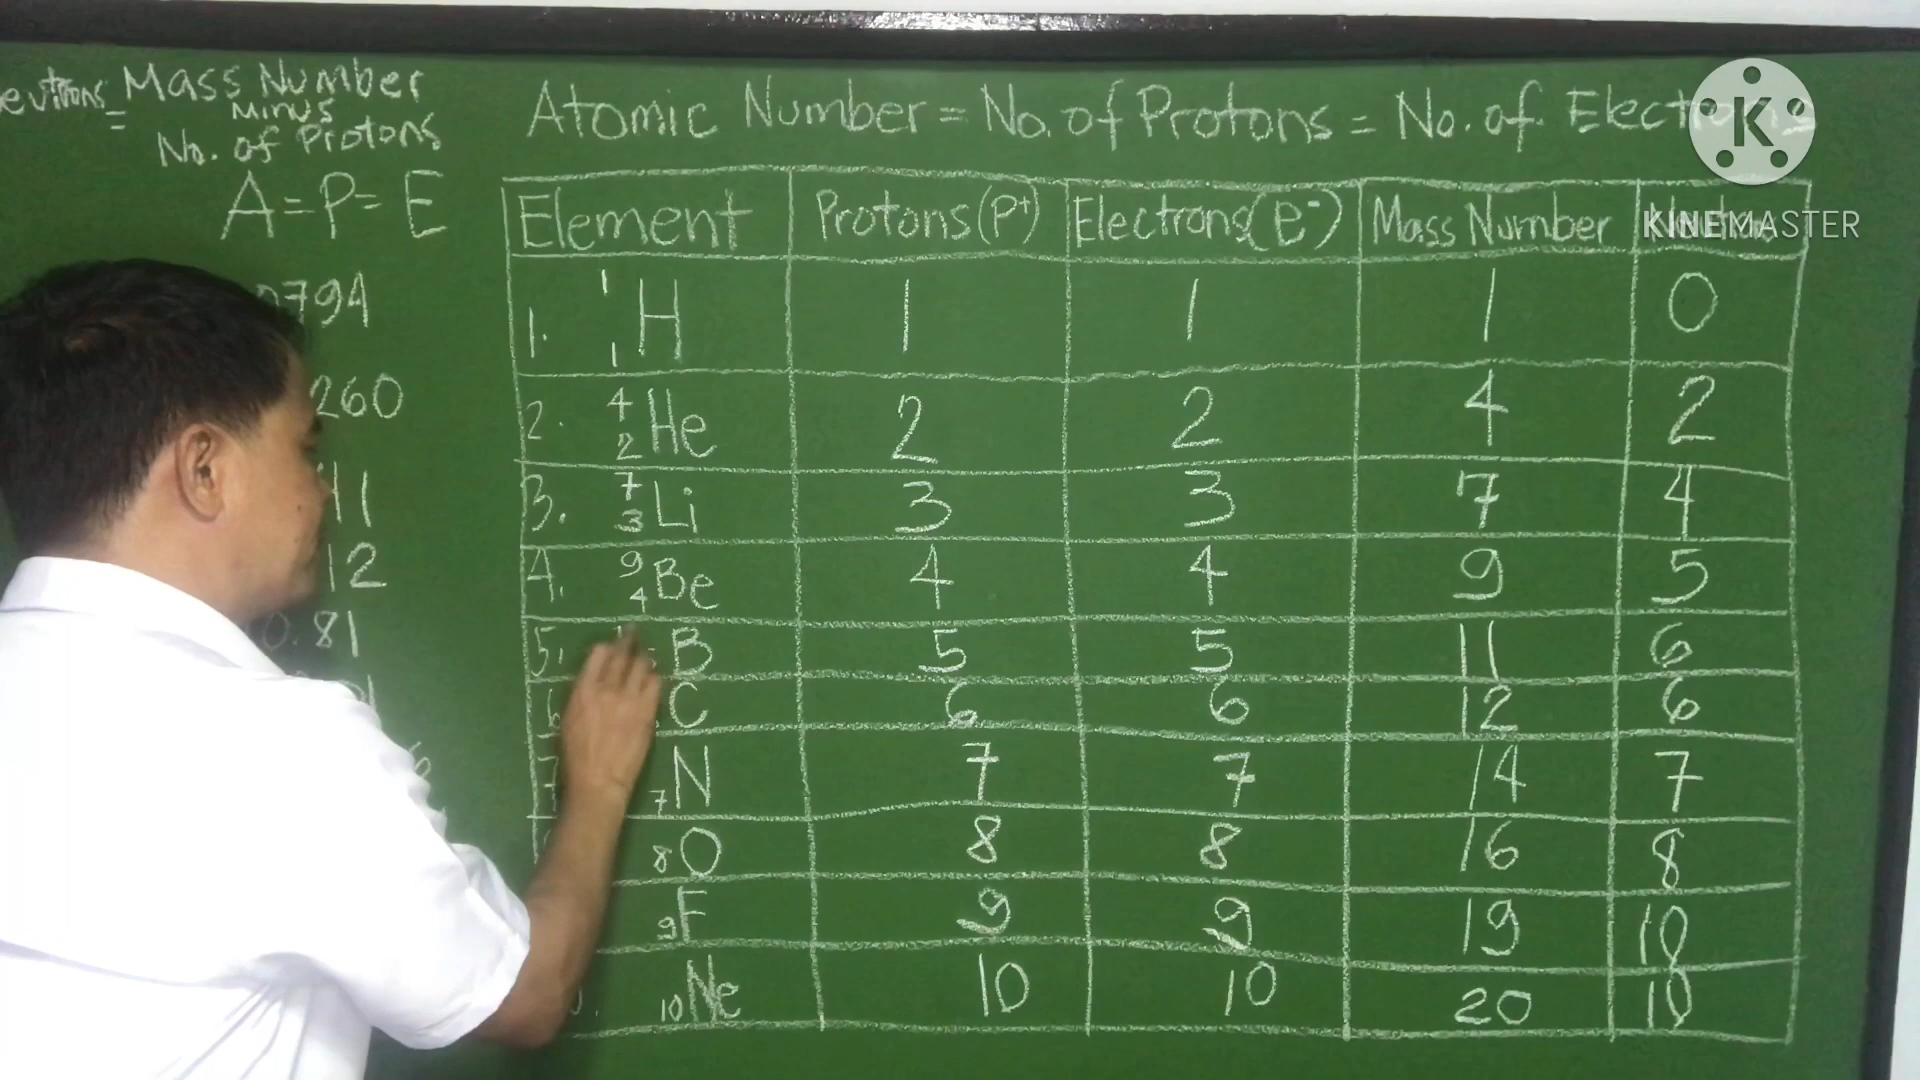 Mass Number
=
minus
No. of Protons
A=P=E
Atomic Number = No. of Protons = No. of
Element Protons(P+) Electrons(e-) Mass Number
1. 1 1 H 1 1 1 0
2. 4 2 He 2 2 4 2
3. 7 3 Li 3 3 7 4
4. 9 4 Be 4 4 9 5
5. B 5 5 11 6
C 6 6 12 6
7 N 7 7 14 7
8 O 8 8 16 8
9 F 9 9 19 10
10 Ne 10 10 20 10
260
12
K
KINEMASTER